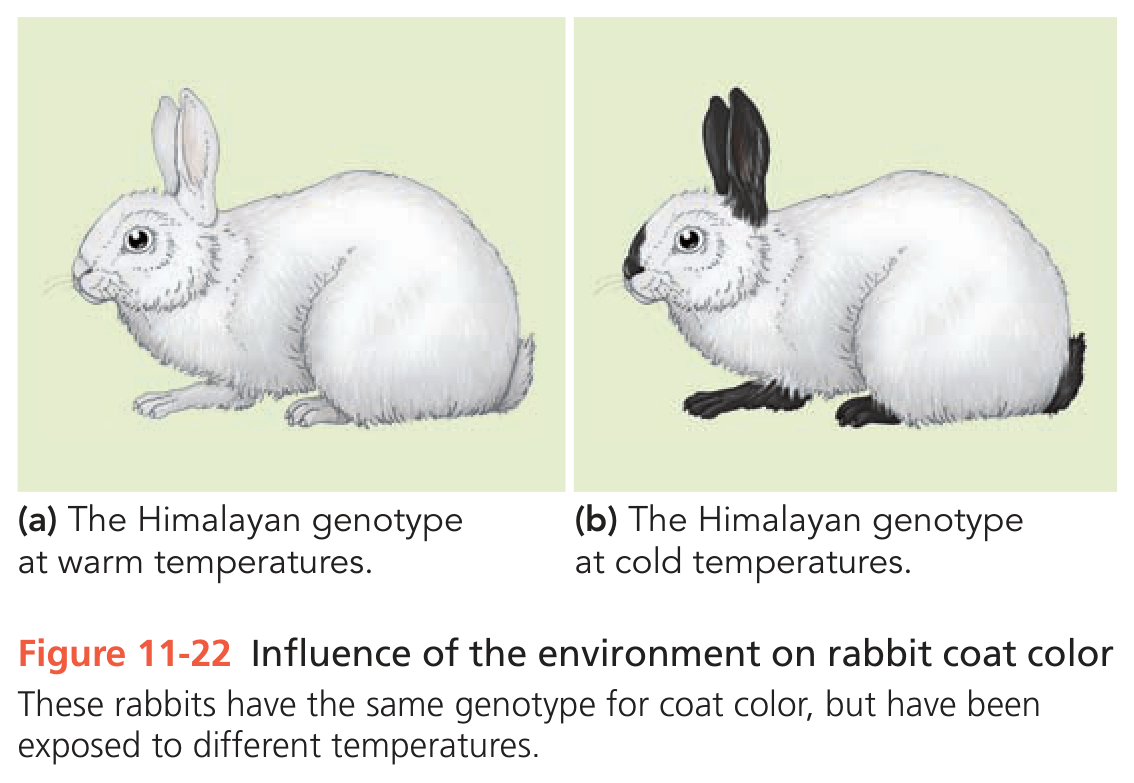 (a) The Himalayan genotype
at warm temperatures.
(b) The Himalayan genotype
at cold temperatures.
Figure 11-22 Influence of the environment on rabbit coat color
These rabbits have the same genotype for coat color, but have been
exposed to different temperatures.